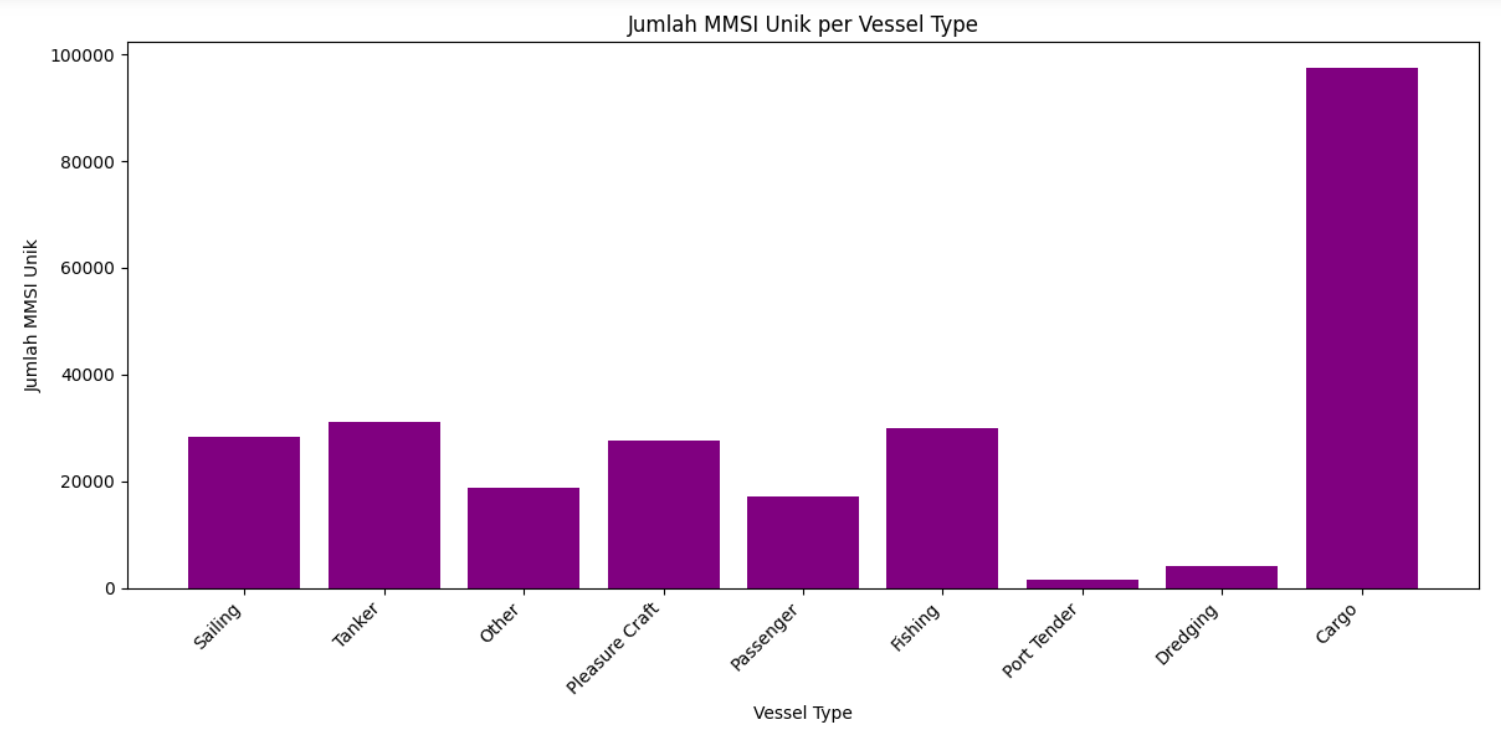 Jumlah MMSI Unik per Vessel Type
Jumlah MMSI Unik
100000
80000
60000
40000
20000
0
Sailing
Tanker
Other
Pleasure Craft
Passenger
Fishing
Port Tender
Dredging
Cargo
Vessel Type